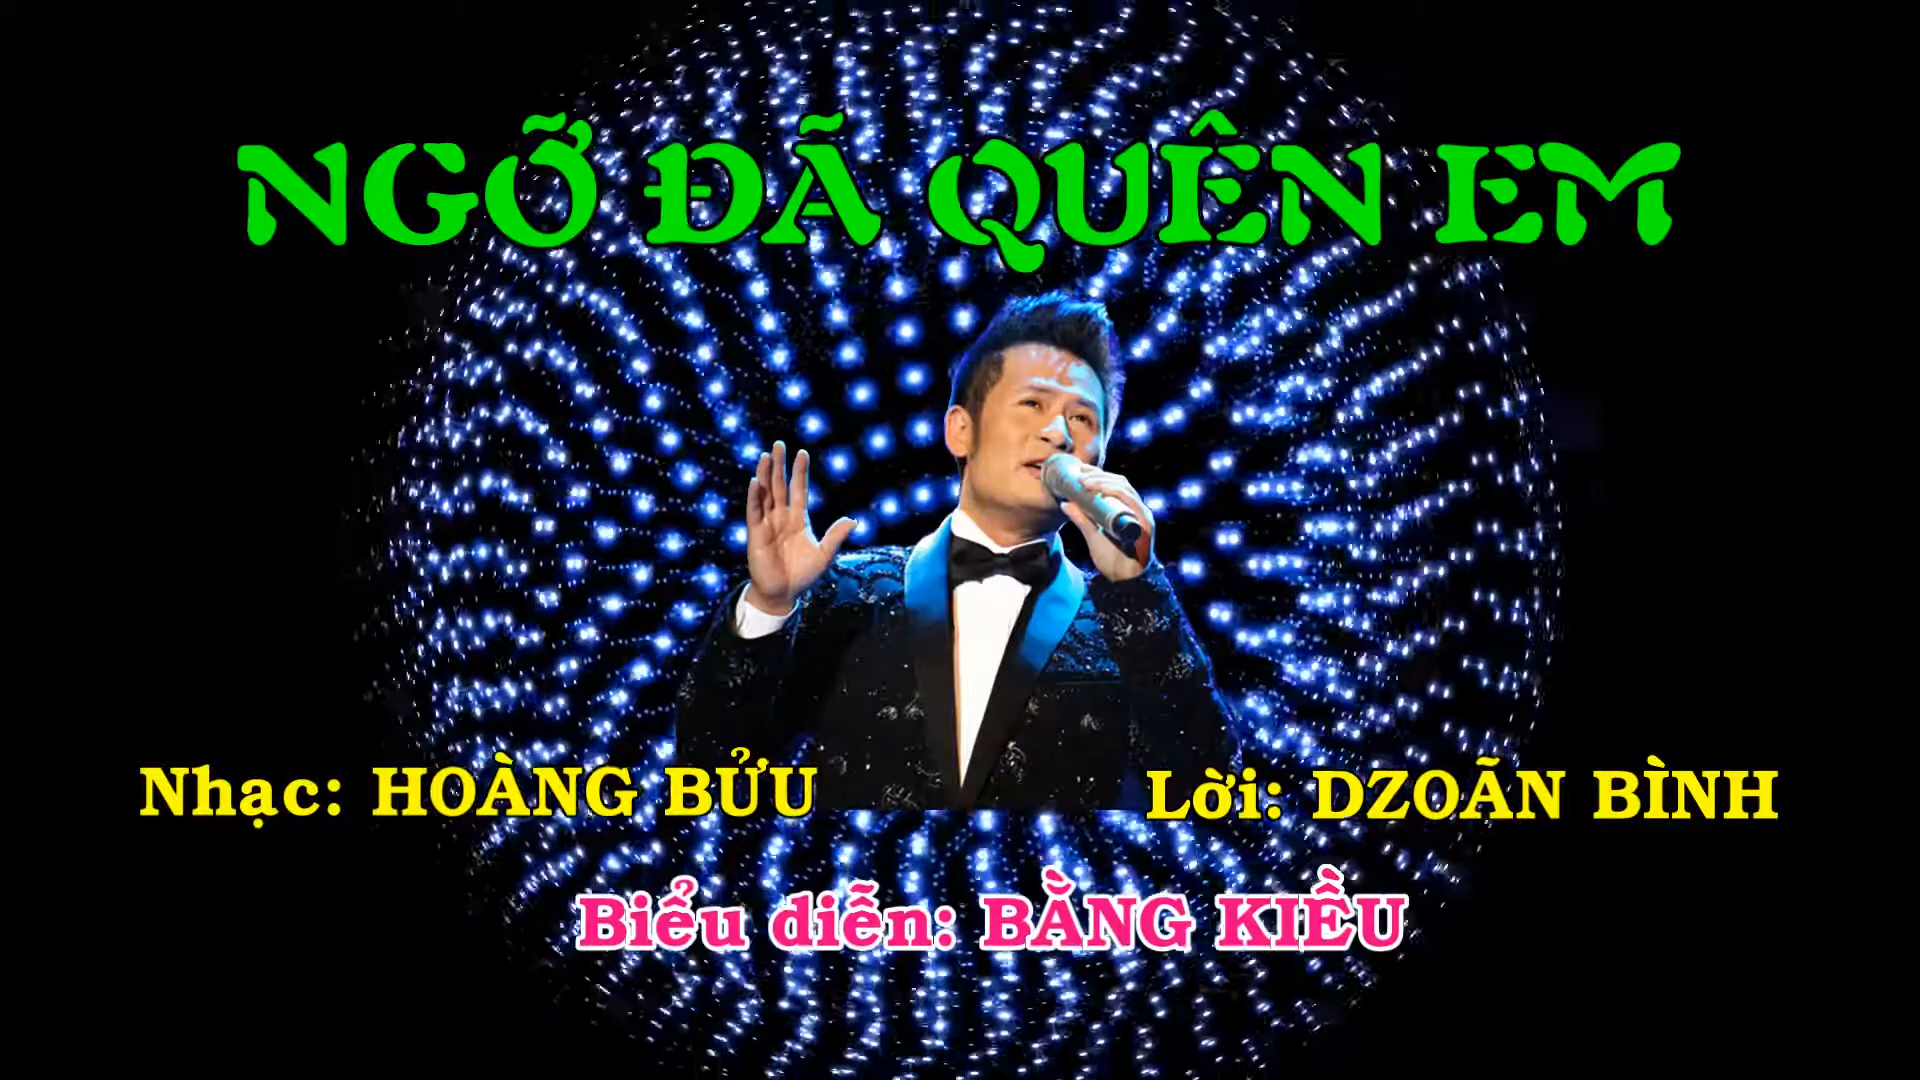 NGỠ ĐÃ QUÊN EM
Nhạc: HOÀNG BỬU
Lời: DZOÃN BÌNH
Biểu diễn: BẰNG KIỀU